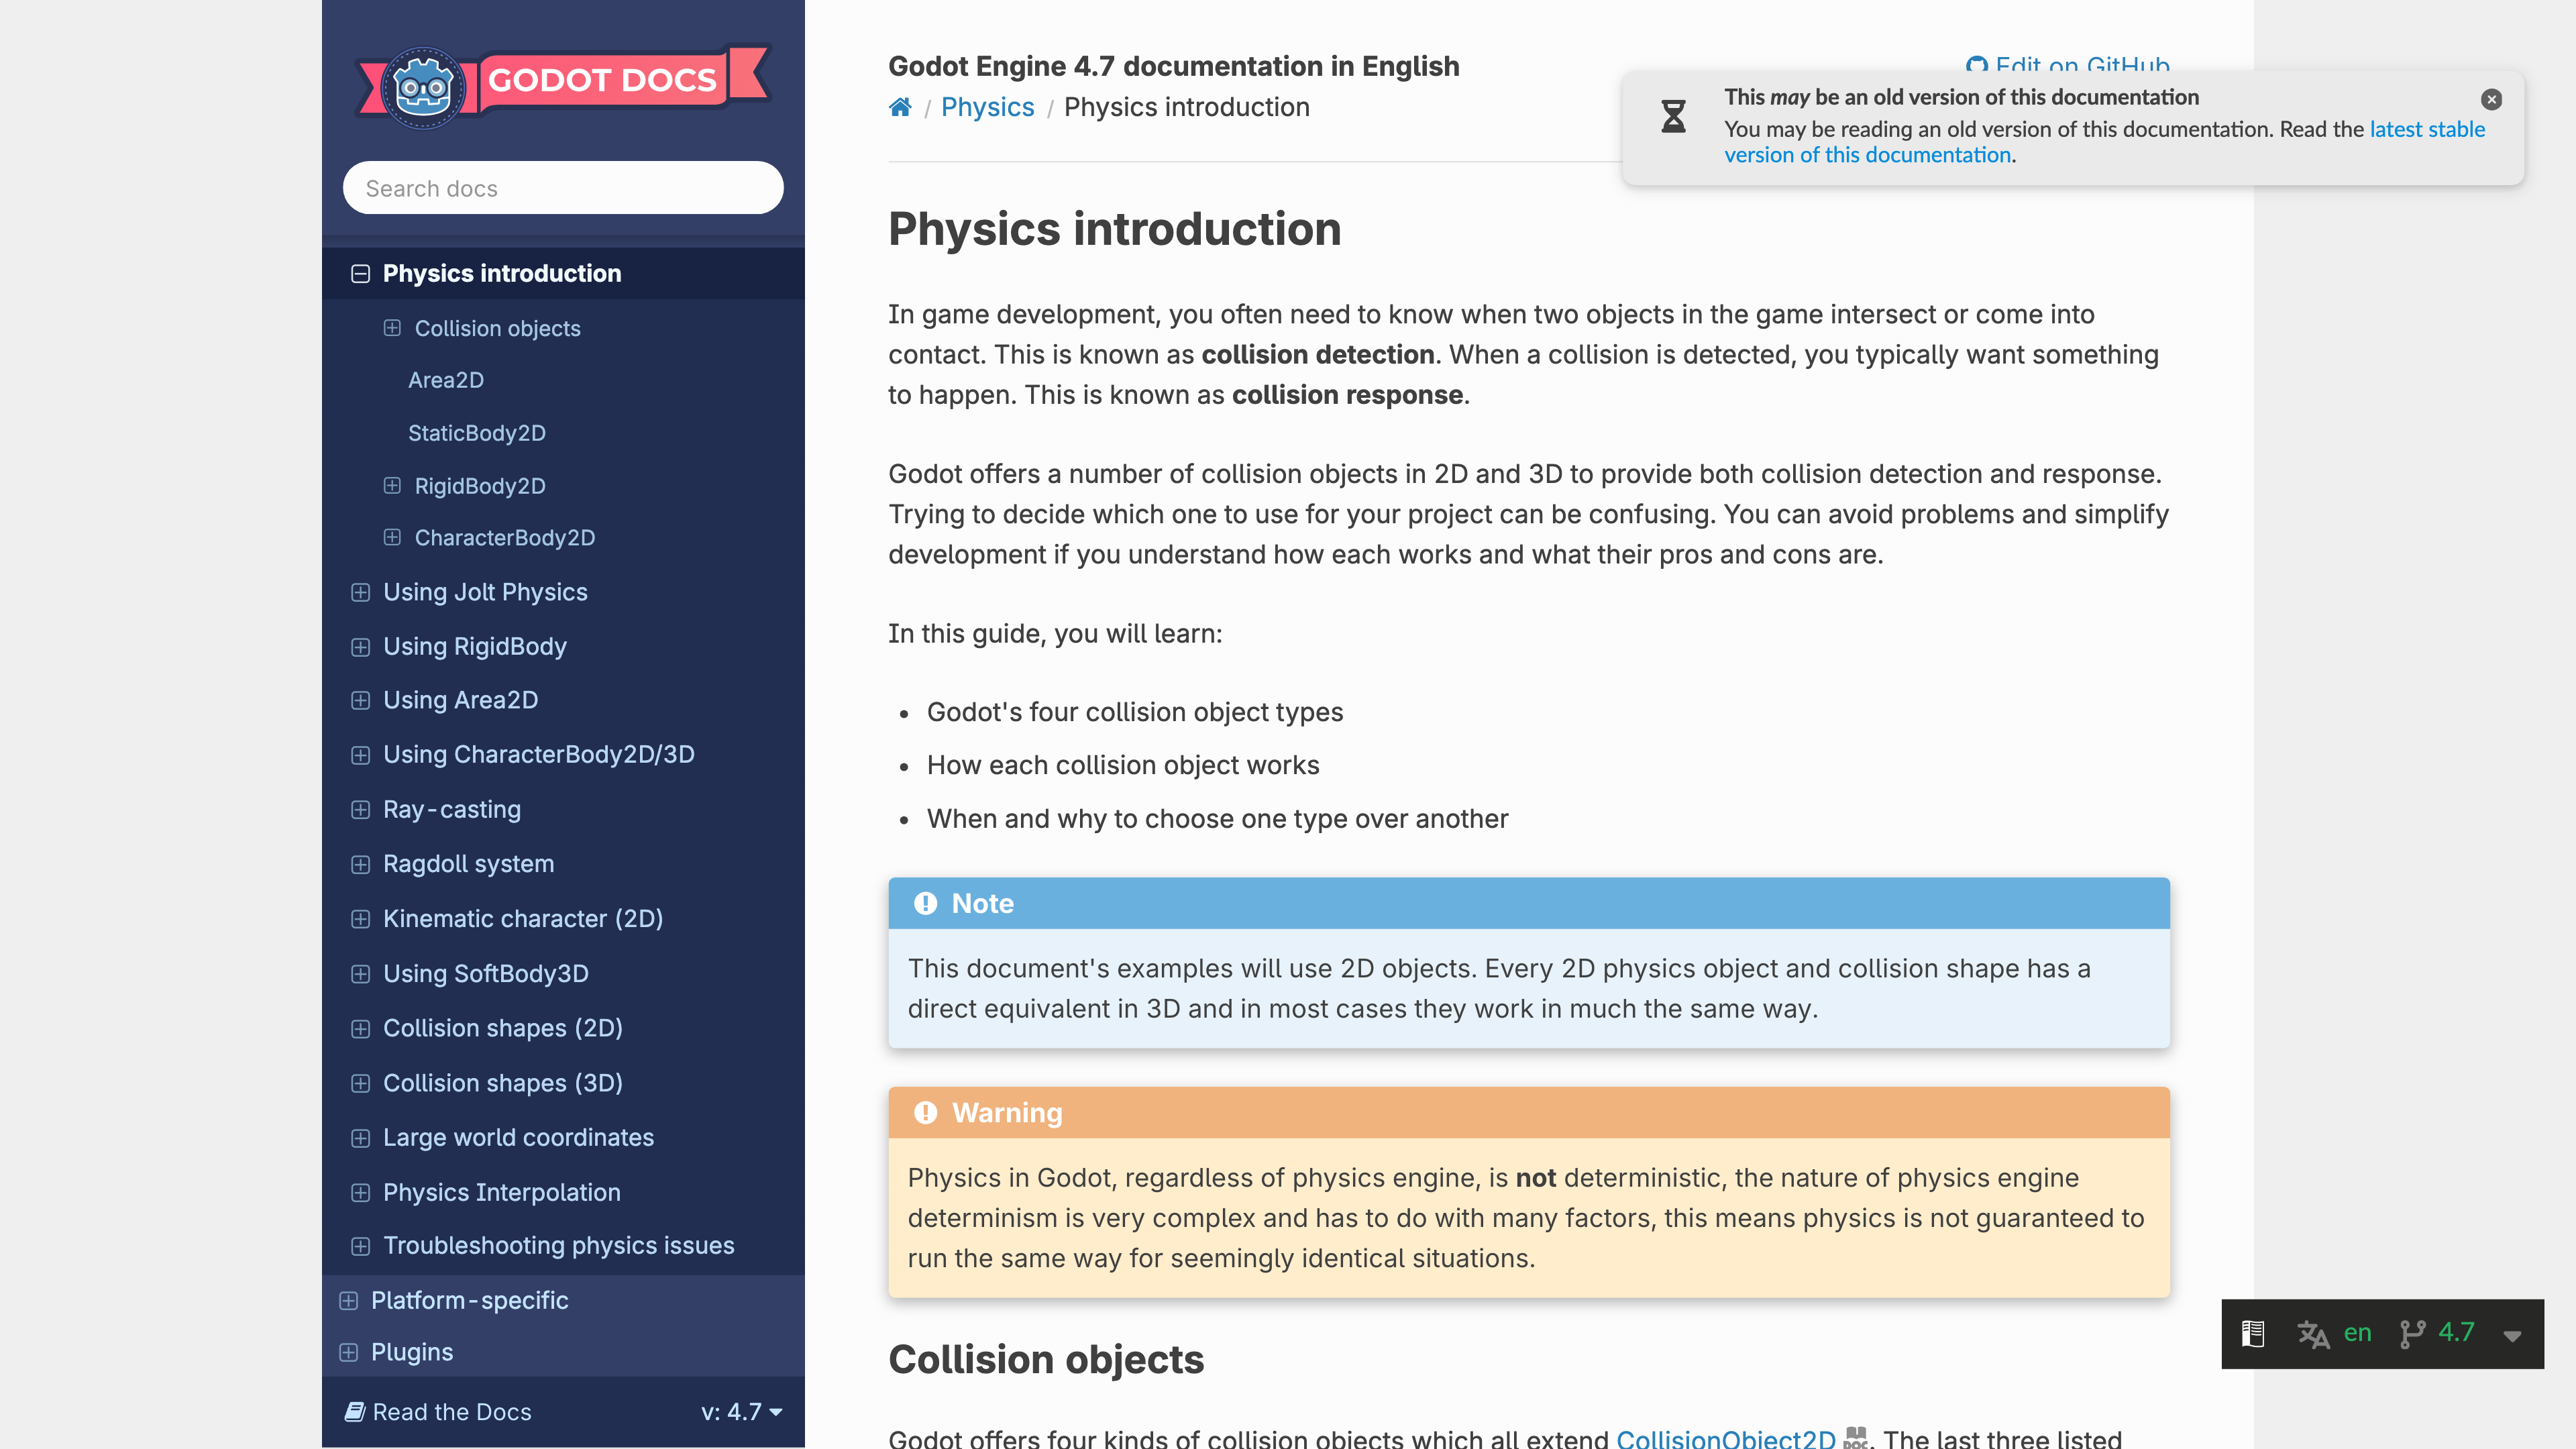 GODOT DOCS
Search docs
Physics introduction
Collision objects
Area2D
StaticBody2D
RigidBody2D
CharacterBody2D
Using Jolt Physics
Using RigidBody
Using Area2D
Using CharacterBody2D/3D
Ray-casting
Ragdoll system
Kinematic character (2D)
Using SoftBody3D
Collision shapes (2D)
Collision shapes (3D)
Large world coordinates
Physics Interpolation
Troubleshooting physics issues
Platform-specific
Plugins
Read the Docs
v: 4.7
Godot Engine 4.7 documentation in English
Edit on GitHub
/ Physics / Physics introduction
This may be an old version of this documentation
You may be reading an old version of this documentation. Read the latest stable
version of this documentation.
Physics introduction
In game development, you often need to know when two objects in the game intersect or come into
contact. This is known as collision detection. When a collision is detected, you typically want something
to happen. This is known as collision response.
Godot offers a number of collision objects in 2D and 3D to provide both collision detection and response.
Trying to decide which one to use for your project can be confusing. You can avoid problems and simplify
development if you understand how each works and what their pros and cons are.
In this guide, you will learn:
• Godot's four collision object types
• How each collision object works
• When and why to choose one type over another
Note
This document's examples will use 2D objects. Every 2D physics object and collision shape has a
direct equivalent in 3D and in most cases they work in much the same way.
Warning
Physics in Godot, regardless of physics engine, is not deterministic, the nature of physics engine
determinism is very complex and has to do with many factors, this means physics is not guaranteed to
run the same way for seemingly identical situations.
Collision objects
Godot offers four kinds of collision objects which all extend CollisionObject2D DOC. The last three listed
en 4.7